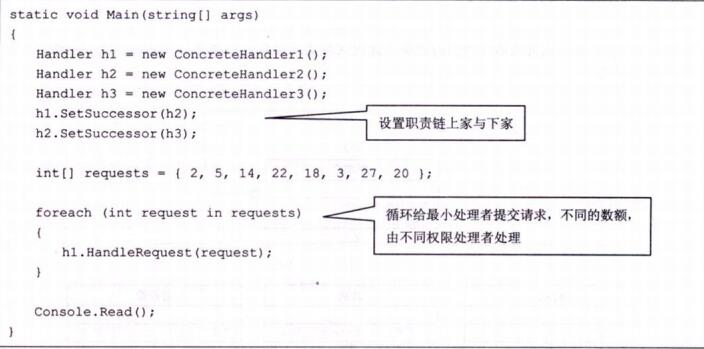 static void Main(string[] args)
{
Handler h1 = new ConcreteHandler1();
Handler h2 = new ConcreteHandler2();
Handler h3 = new ConcreteHandler3();
h1.SetSuccessor(h2);
h2.SetSuccessor(h3);
设置职责链上家与下家
int[] requests = { 2, 5, 14, 22, 18, 3, 27, 20 };
foreach (int request in requests)
{
h1.HandleRequest(request);
}
循环给最小处理者提交请求，不同的数额，
由不同权限处理者处理
Console.Read();
}